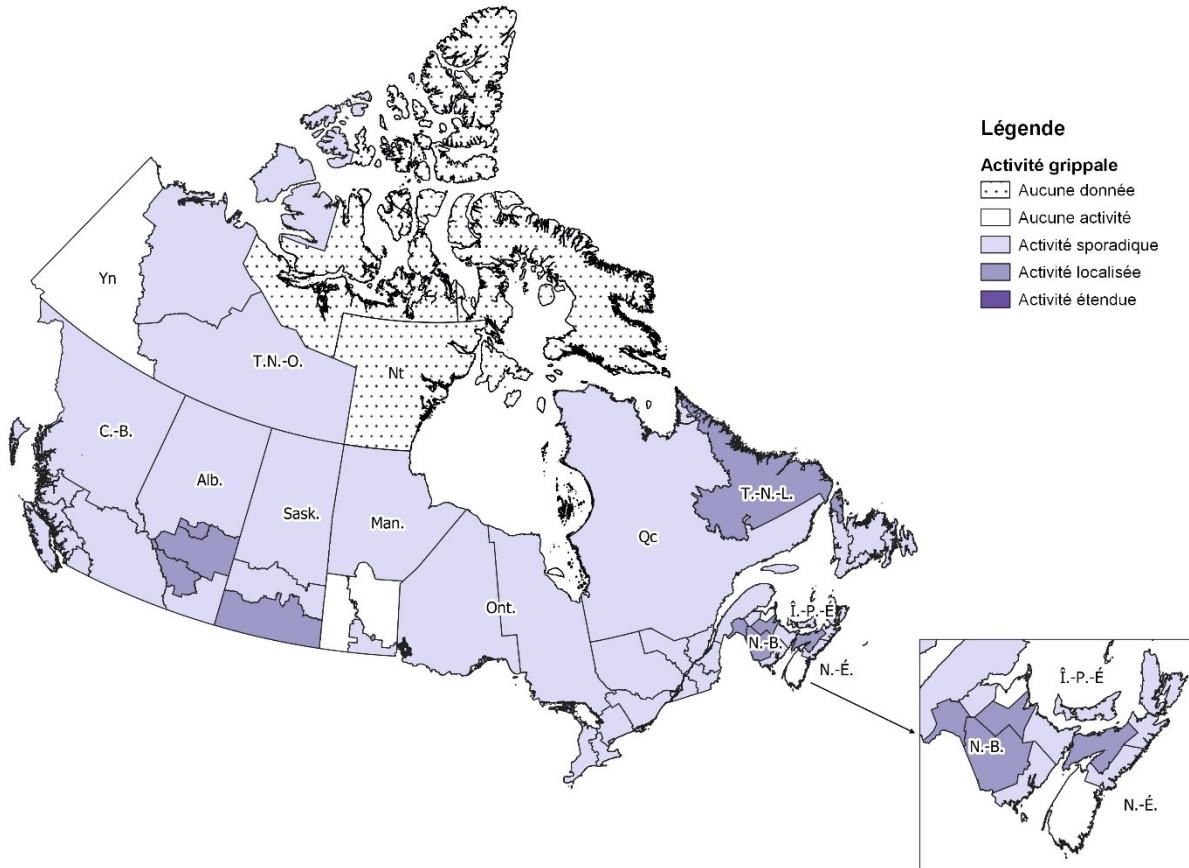 Légende
Activité grippale
Aucune donnée
Aucune activité
Activité sporadique
Activité localisée
Activité étendue
Yn
T.N.-O.
Nt
C.-B.
Alb.
Sask.
Man.
Ont.
Qc
T.-N.-L.
Î.-P.-É
N.-B.
N.-É.
Î.-P.-É
N.-B.
N.-É.